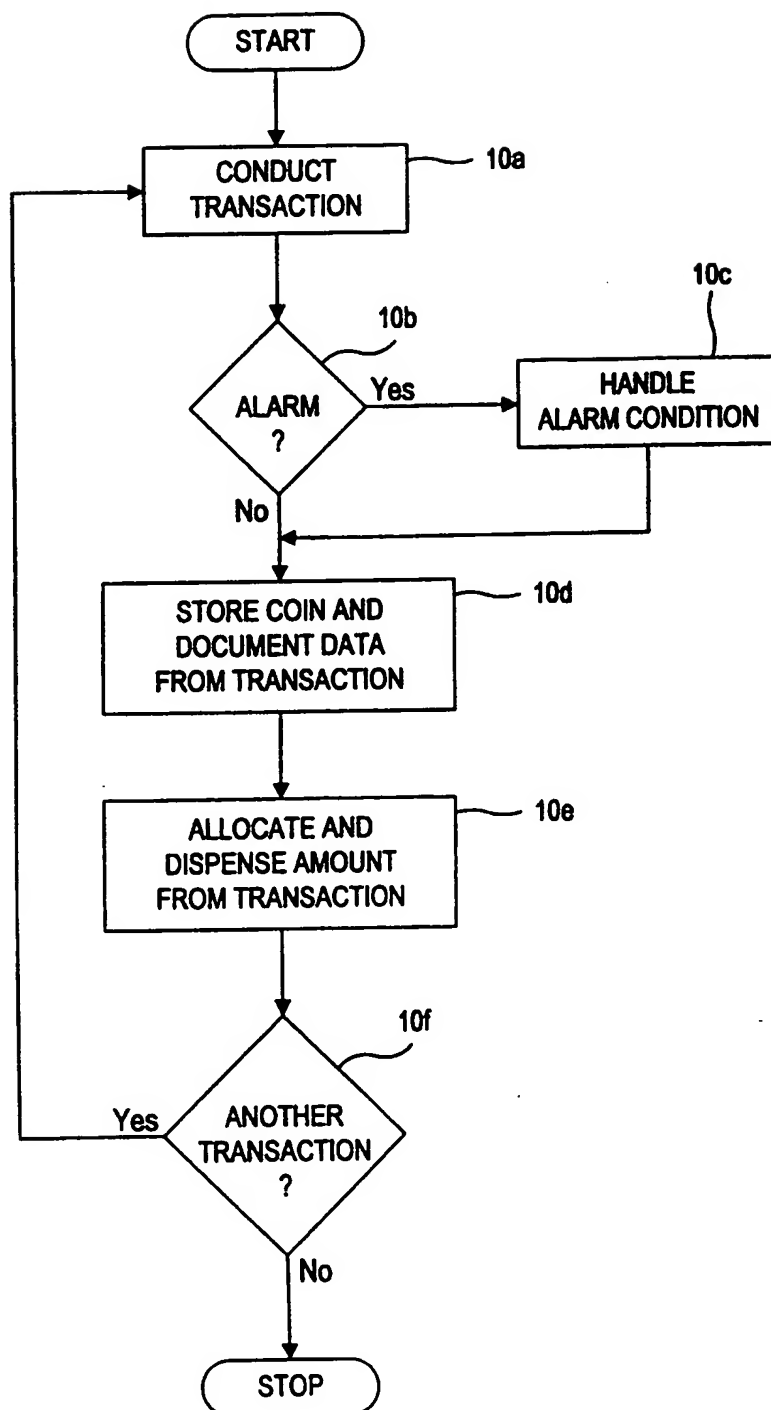 START
CONDUCT
TRANSACTION
10a
10b
ALARM
?
Yes
10c
HANDLE
ALARM CONDITION
No
STORE COIN AND
DOCUMENT DATA
FROM TRANSACTION
10d
ALLOCATE AND
DISPENSE AMOUNT
FROM TRANSACTION
10e
10f
Yes
ANOTHER
TRANSACTION
?
No
STOP